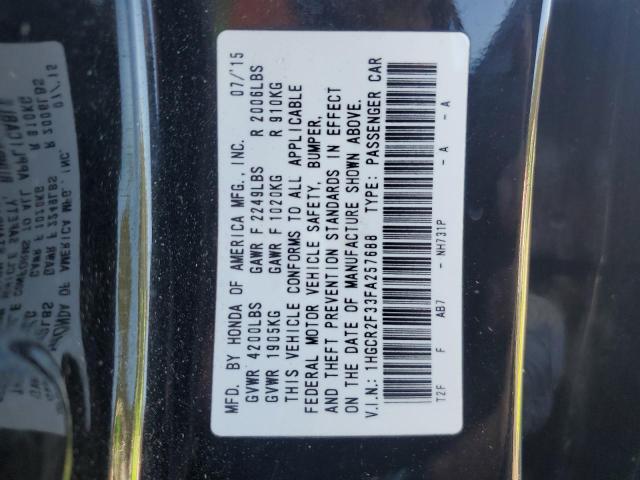 MFD. BY HONDA OF AMERICA MFG., INC. 07/'15
GVWR 4200LBS GAWR F 2249LBS R 2006LBS
GVWR 1905KG GAWR F 1020KG R 910KG
THIS VEHICLE CONFORMS TO ALL APPLICABLE
FEDERAL MOTOR VEHICLE SAFETY, BUMPER,
AND THEFT PREVENTION STANDARDS IN EFFECT
ON THE DATE OF MANUFACTURE SHOWN ABOVE.
V.I.N.: 1HGCR2F33FA257688 TYPE: PASSENGER CAR
T2F F AB7 - NH731P - A - A